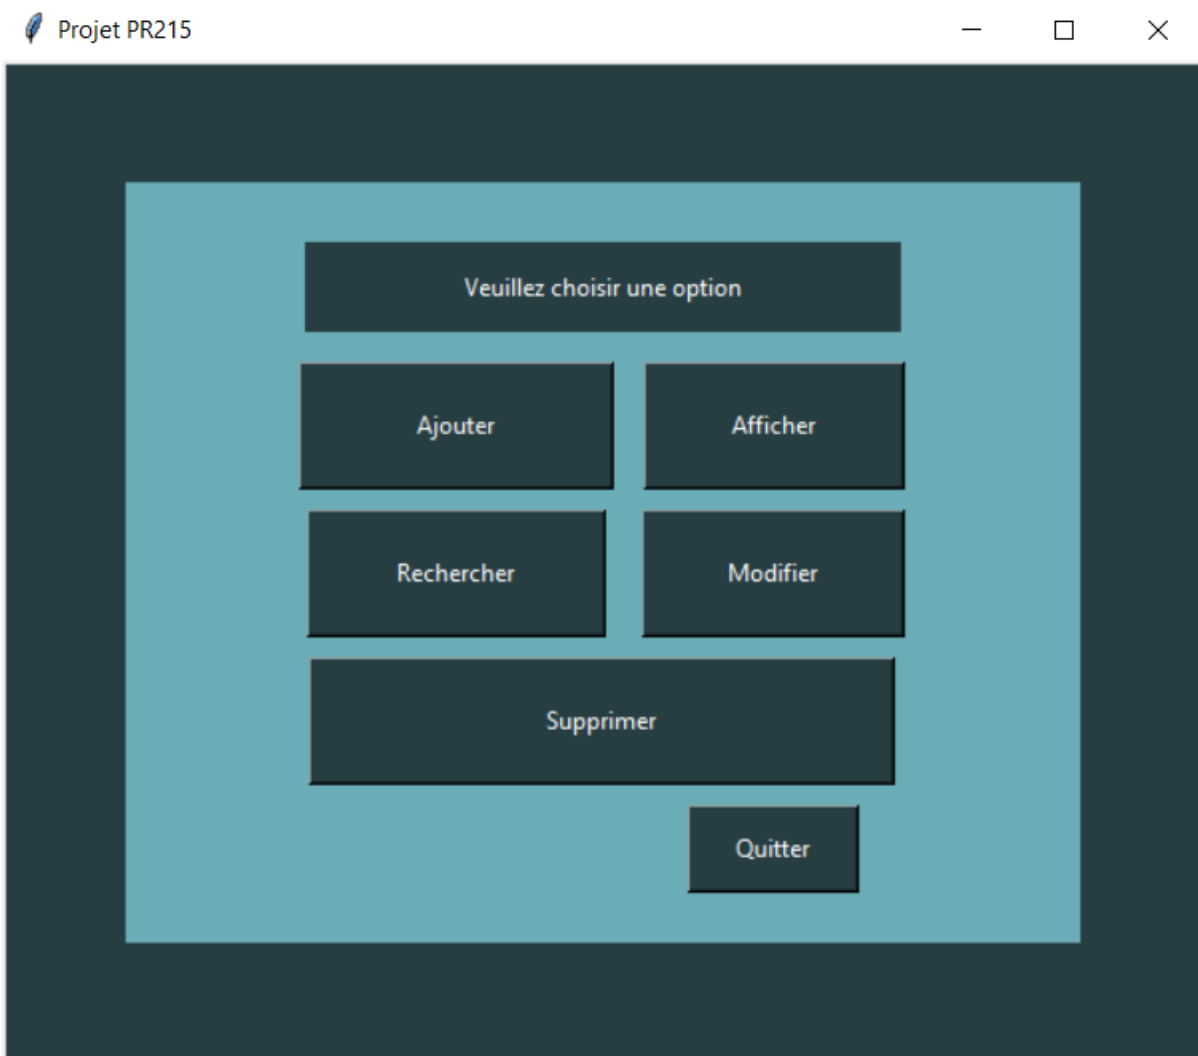 Projet PR215
Veuillez choisir une option
Ajouter
Afficher
Rechercher
Modifier
Supprimer
Quitter